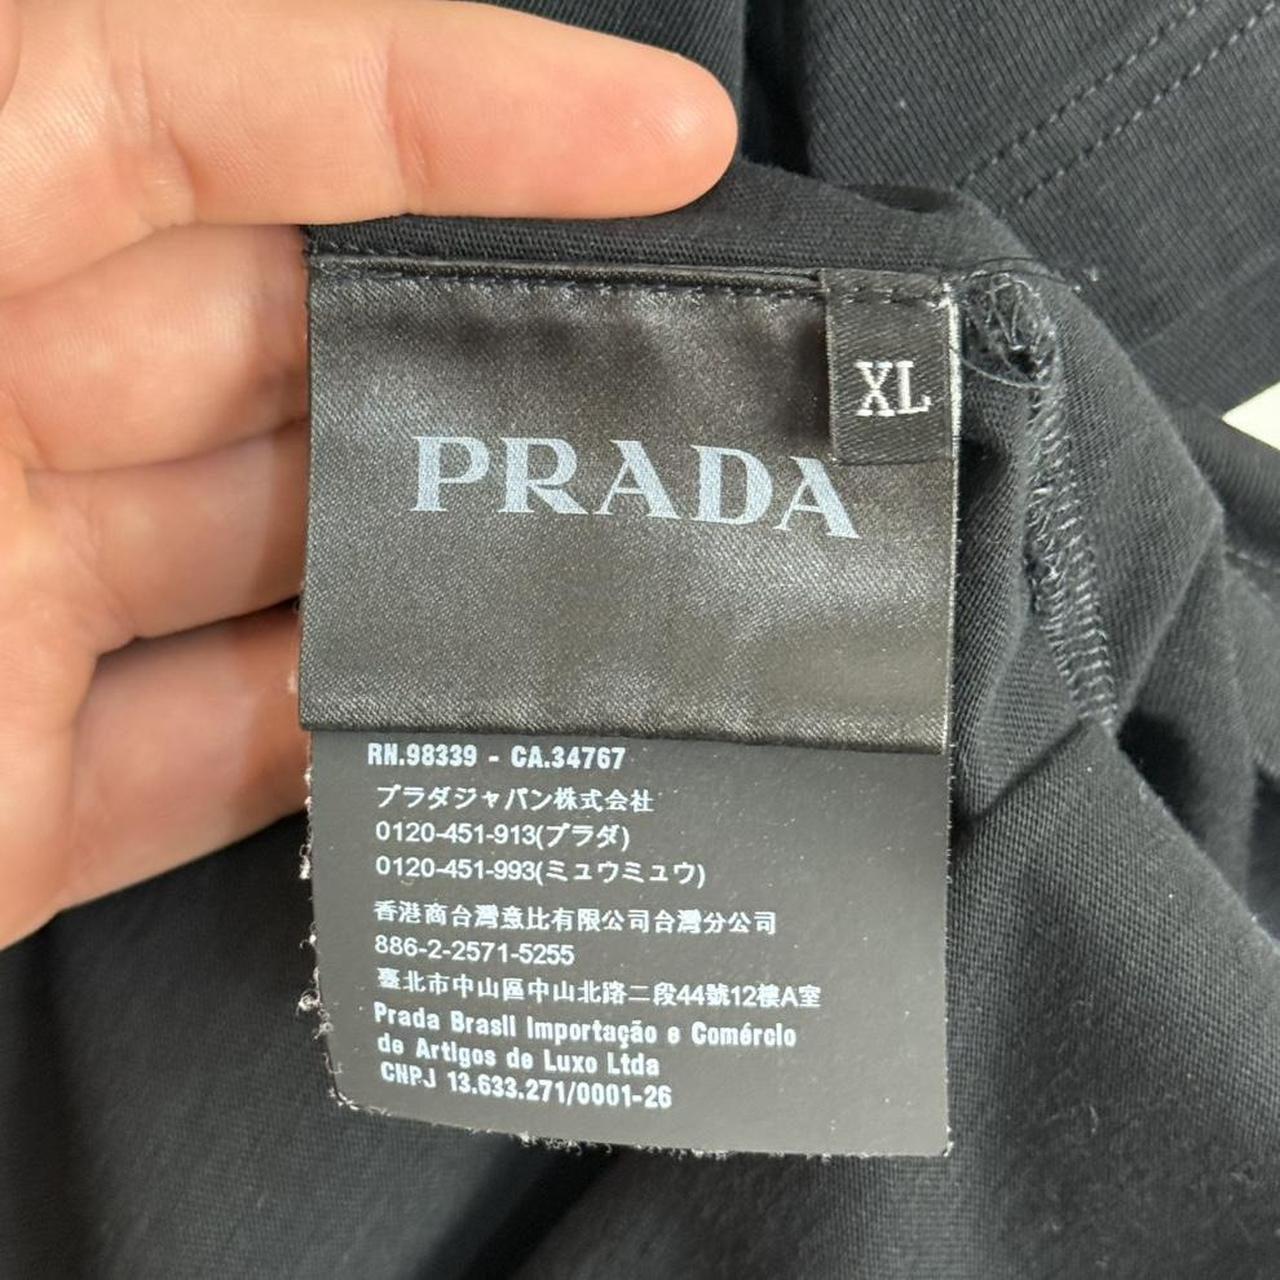 XL
PRADA
RN.98339 - CA.34767
プラダジャパン株式会社
0120-451-913(プラダ)
0120-451-993(ミュウミュウ)
香港商台灣意比有限公司台灣分公司
886-2-2571-5255
臺北市中山區中山北路二段44號12樓A室
Prada Brasil Importação e Comércio
de Artigos de Luxo Ltda
CNPJ 13.633.271/0001-26